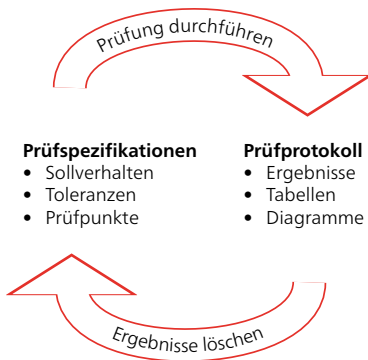 Prüfung durchführen
Prüfspezifikationen
• Sollverhalten
• Toleranzen
• Prüfpunkte
Prüfprotokoll
• Ergebnisse
• Tabellen
• Diagramme
Ergebnisse löschen